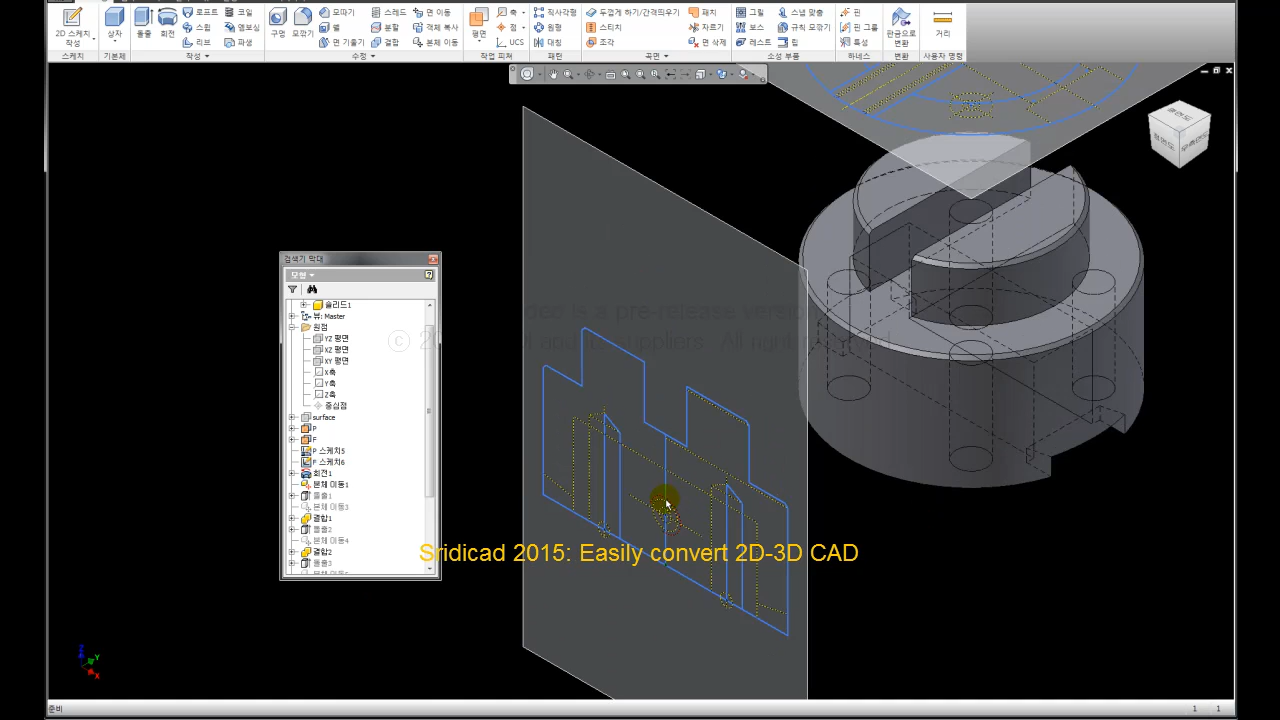 로프트 코일 모따기 스레드 면 이동 축 직사각형 두껍게 하기/간격띄우기 패치 그릴 스냅 맞춤 핀
2D 스케치 작성 상자 돌출 회전 스윕 엠보싱 구멍 모깎기 쉘 분할 객체 복사 평면 점 원형 스티치 자르기 보스 규칙 모깎기 핀 그룹 판금으로 변환 거리
리브 파생 면 기울기 결합 본체 이동 UCS 대칭 조각 면 삭제 레스트 립 특성
스케치 기본체 작성 수정 작업 피쳐 패턴 곡면 소성 부품 하네스 변환 사용자 명령
검색기 막대
모형
솔리드1
뷰: Master
원점
YZ 평면
XZ 평면
XY 평면
X축
Y축
Z축
중심점
surface
P
F
P 스케치5
F 스케치6
회전1
본체 이동1
돌출1
본체 이동3
결합1
돌출2
본체 이동4
결합2
돌출3
is a pre-release version
© 20
suppliers. All right
Sridicad 2015: Easily convert 2D-3D CAD
Z
Y
X
준비
1 1